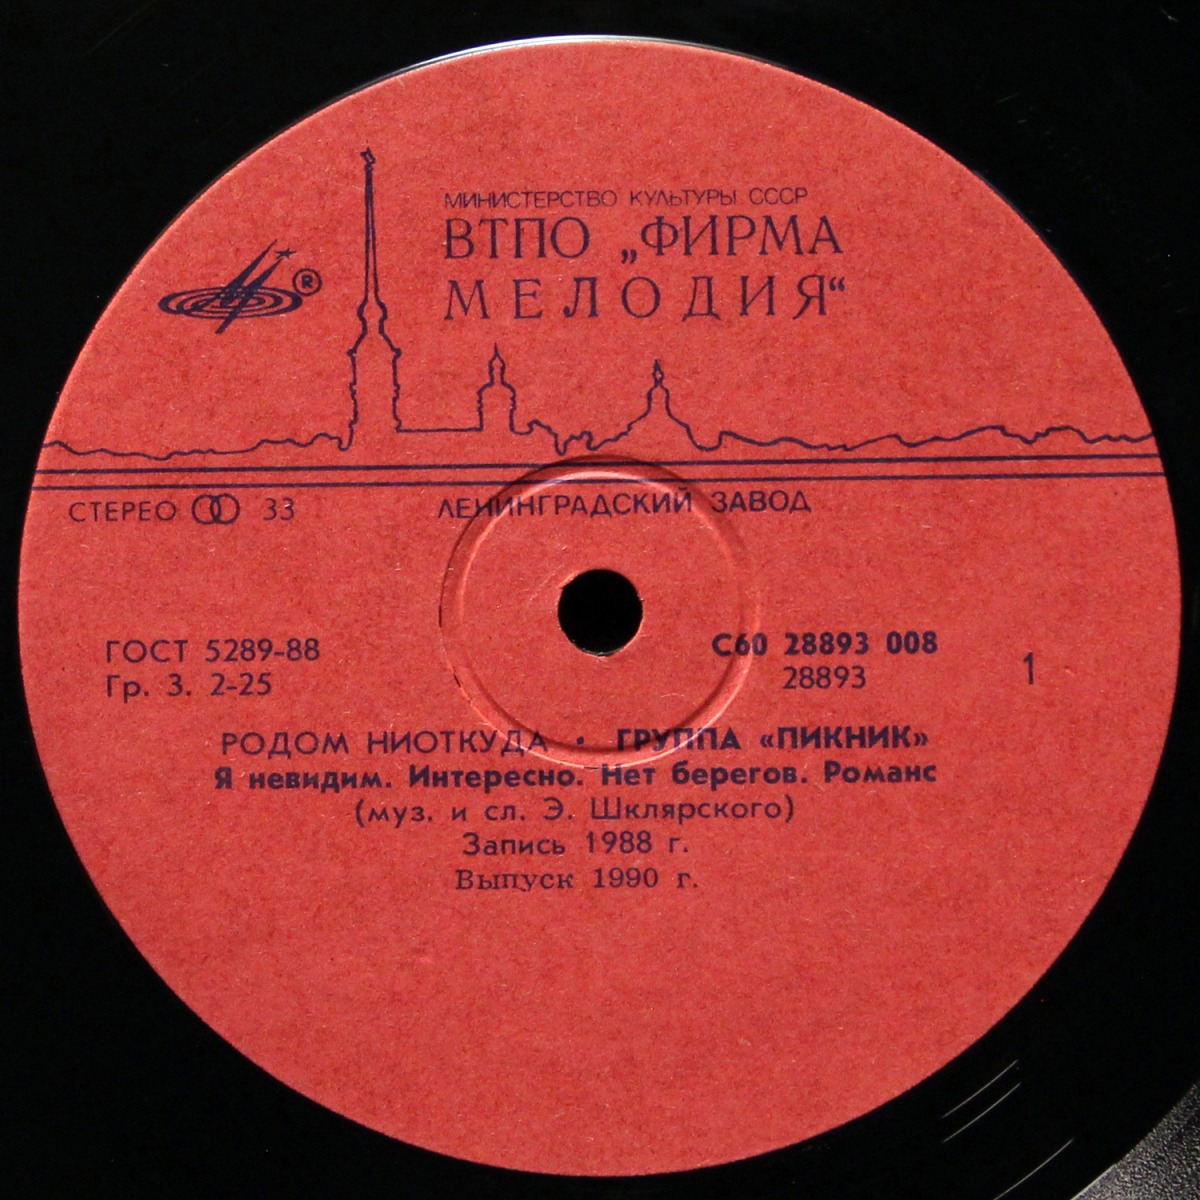 МИНИСТЕРСТВО КУЛЬТУРЫ СССР
ВТПО „ФИРМА
МЕЛОДИЯ“
®
СТЕРЕО 33
ЛЕНИНГРАДСКИЙ ЗАВОД
ГОСТ 5289-88
Гр. 3. 2-25
С60 28893 008
28893
1
РОДОМ НИОТКУДА · ГРУППА «ПИКНИК»
Я невидим. Интересно. Нет берегов. Романс
(муз. и сл. Э. Шклярского)
Запись 1988 г.
Выпуск 1990 г.